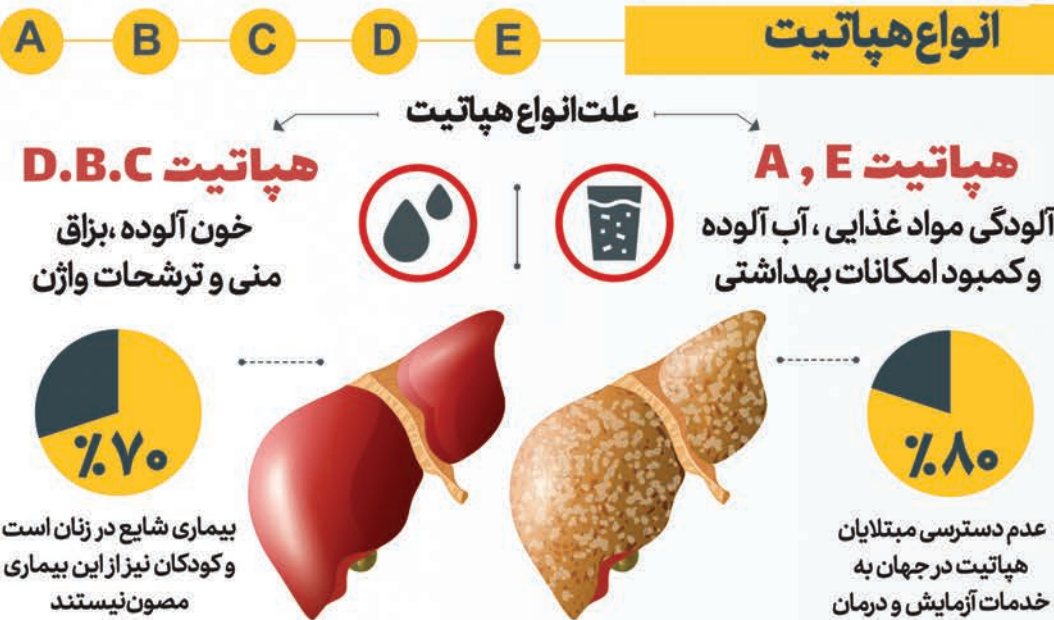 انواع هپاتیت
A B C D E
علت انواع هپاتیت
هپاتیت A , E
آلودگی مواد غذایی ، آب آلوده
و کمبود امکانات بهداشتی
هپاتیت D.B.C
خون آلوده ،بزاق
منی و ترشحات واژن
٪۸۰
عدم دسترسی مبتلایان
هپاتیت در جهان به
خدمات آزمایش و درمان
٪۷۰
بیماری شایع در زنان است
و کودکان نیز از این بیماری
مصون نیستند